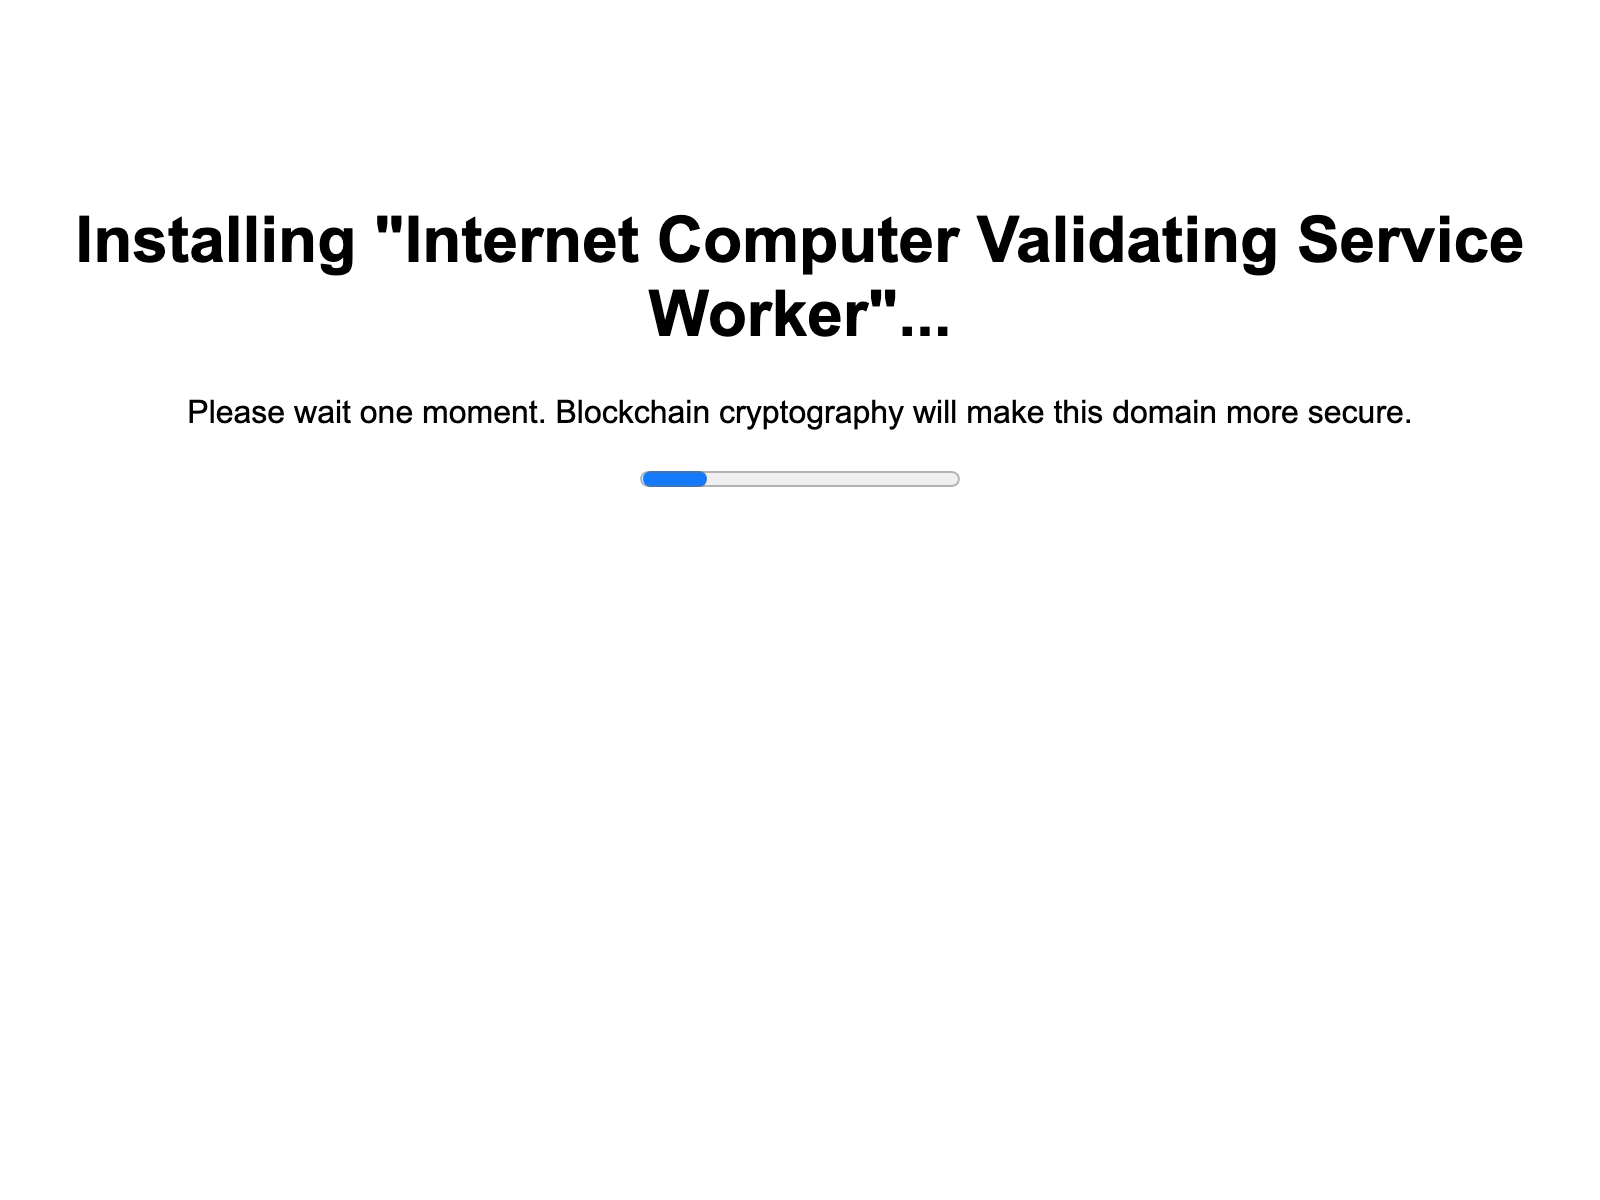 Installing "Internet Computer Validating Service
Worker"...
Please wait one moment. Blockchain cryptography will make this domain more secure.